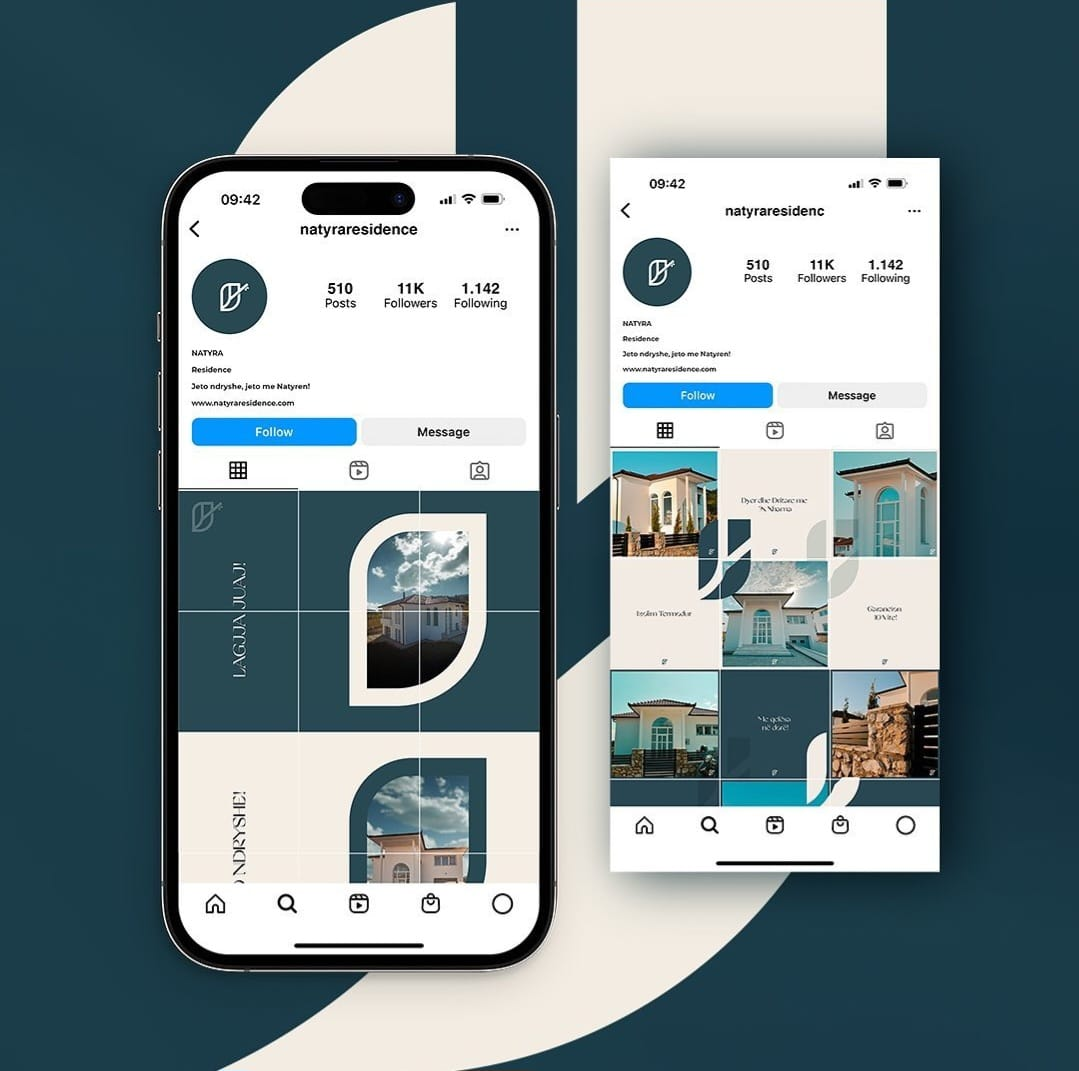 09:42
natyraresidence
510
Posts
11K
Followers
1.142
Following
NATYRA
Residence
Jeto ndryshe, jeto me Natyren!
www.natyraresidence.com
Follow
Message
LAGJJA JUAJ!
NDRYSHE!
09:42
natyraresidenc
510
Posts
11K
Followers
1.142
Following
NATYRA
Residence
Jeto ndryshe, jeto me Natyren!
www.natyraresidence.com
Follow
Message
Dyer dhe Dritare me
Izolim Termodur
Garancion
10 Vite!
Me qelësa
në dorë!